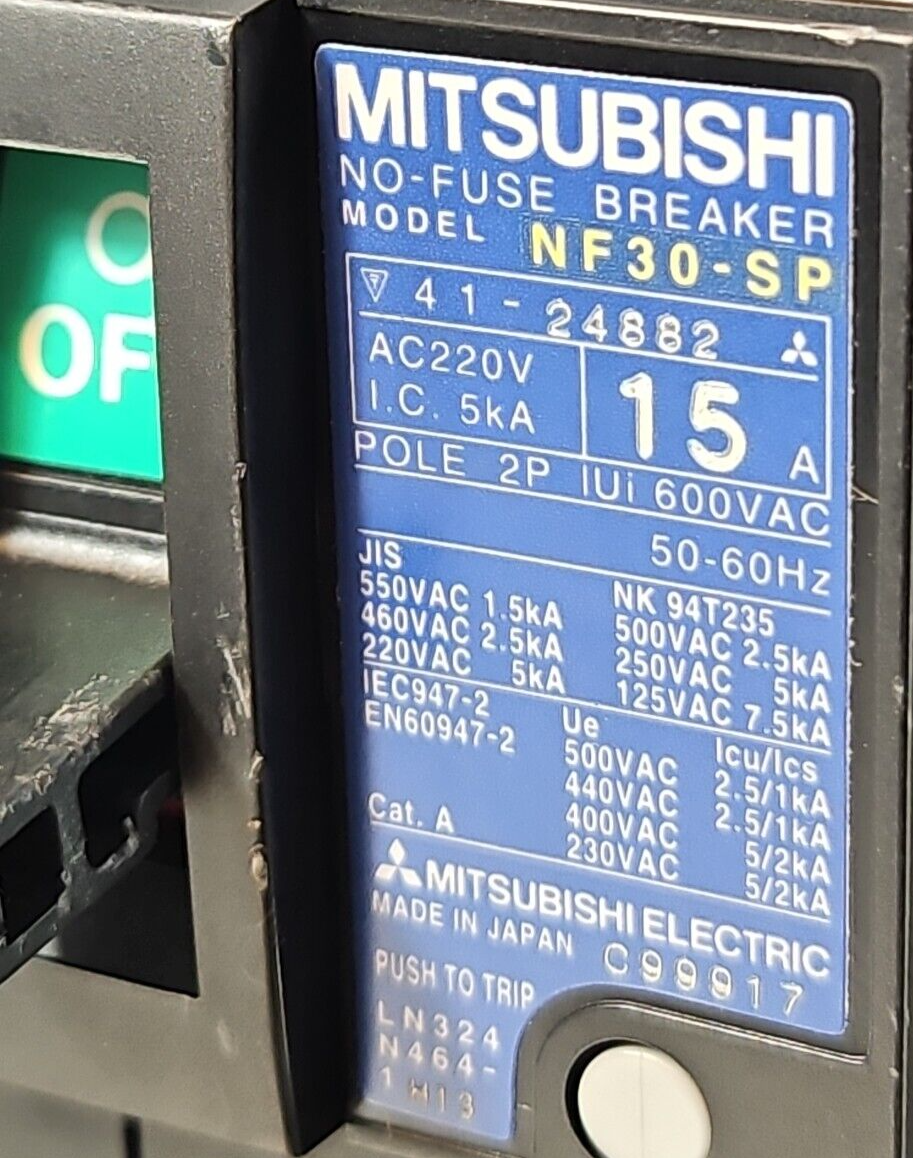 O
OF
MITSUBISHI
NO-FUSE BREAKER
MODEL NF30-SP
41-24882
AC220V
I.C. 5kA
15 A
POLE 2P IUi 600VAC
50-60Hz
JIS
550VAC 1.5kA
460VAC 2.5kA
220VAC 5kA
NK 94T235
500VAC 2.5kA
250VAC 5kA
125VAC 7.5kA
IEC947-2
EN60947-2
Cat. A
Ue Icu/Ics
500VAC 2.5/1kA
440VAC 2.5/1kA
400VAC 5/2kA
230VAC 5/2kA
MITSUBISHI ELECTRIC
MADE IN JAPAN C99917
PUSH TO TRIP
LN324
N464-
1 H13